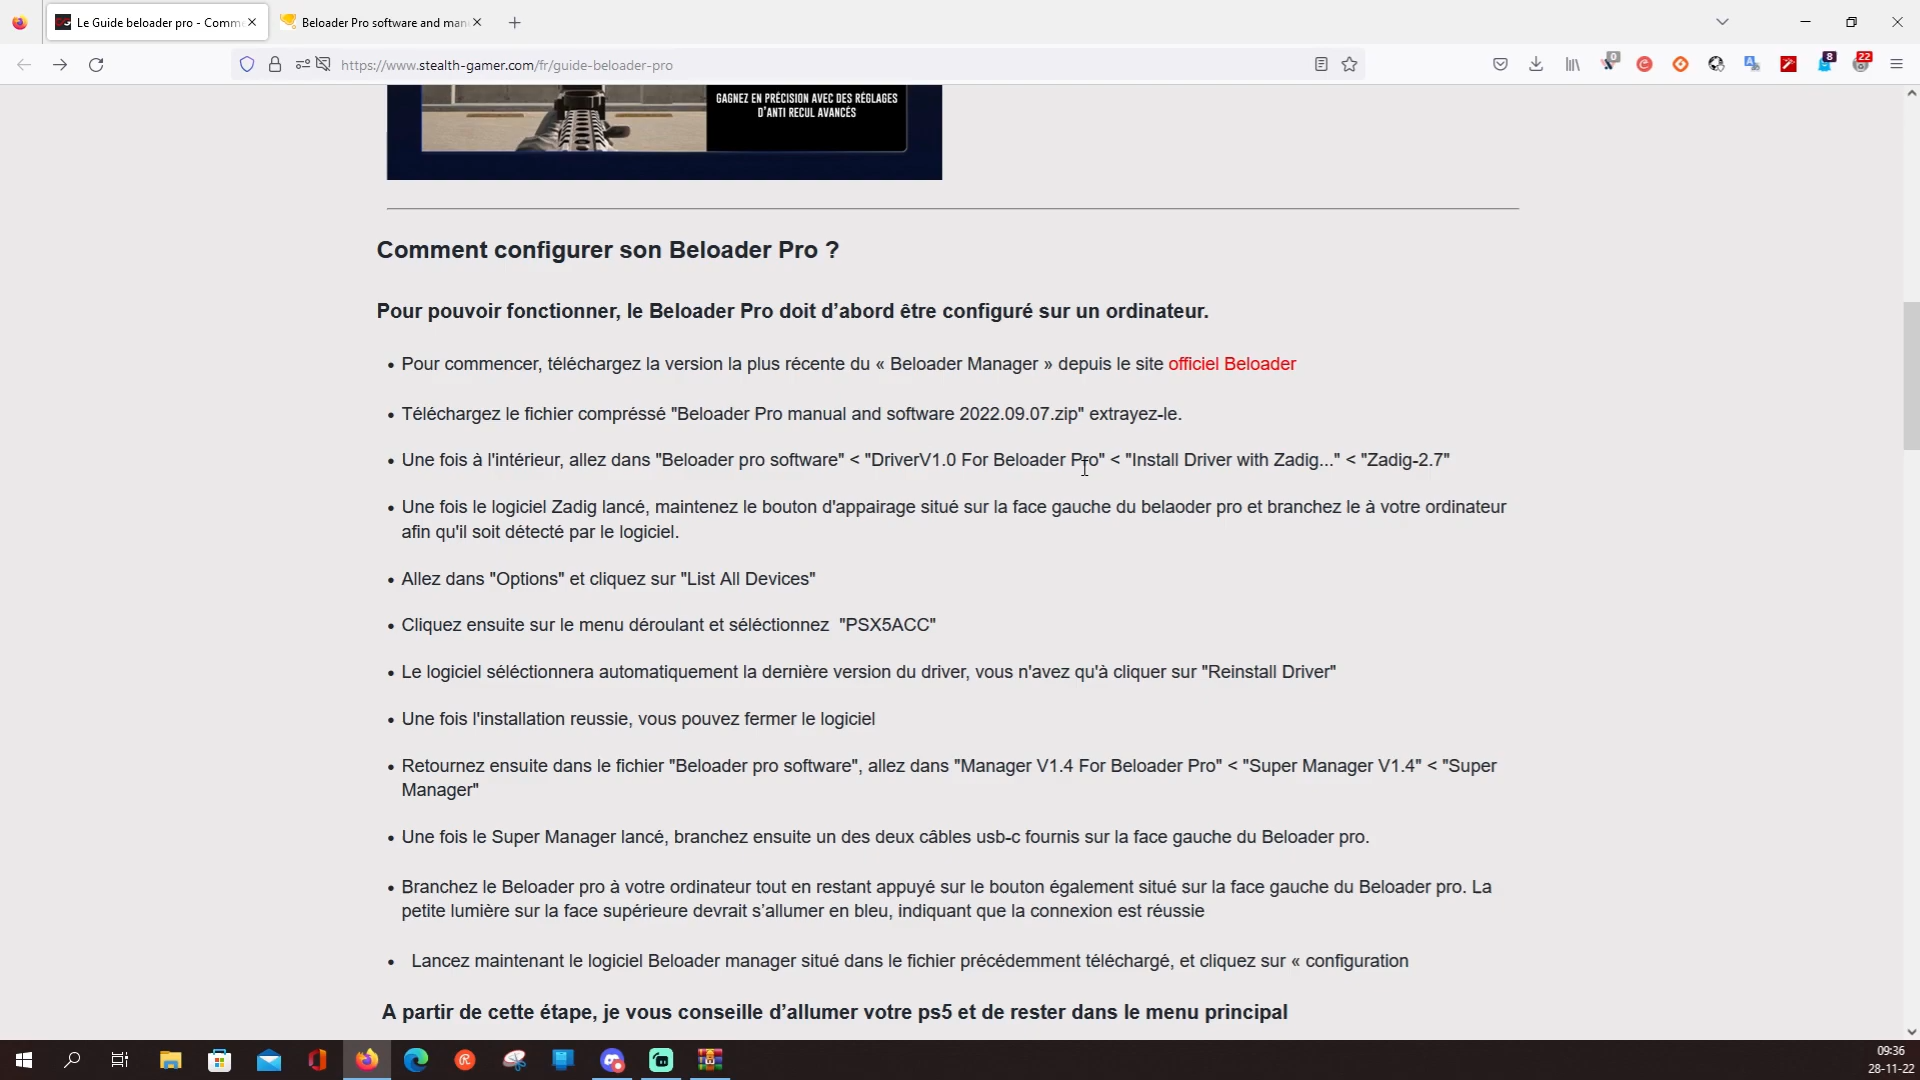 Le Guide beloader pro - Comm
Beloader Pro software and man
https://www.stealth-gamer.com/fr/guide-beloader-pro
0
8
22
GAGNEZ EN PRÉCISION AVEC DES RÉGLAGES
D'ANTI RECUL AVANCÉS
Comment configurer son Beloader Pro ?
Pour pouvoir fonctionner, le Beloader Pro doit d’abord être configuré sur un ordinateur.
• Pour commencer, téléchargez la version la plus récente du « Beloader Manager » depuis le site officiel Beloader
• Téléchargez le fichier compréssé "Beloader Pro manual and software 2022.09.07.zip" extrayez-le.
• Une fois à l'intérieur, allez dans "Beloader pro software" < "DriverV1.0 For Beloader Pro" < "Install Driver with Zadig..." < "Zadig-2.7"
• Une fois le logiciel Zadig lancé, maintenez le bouton d'appairage situé sur la face gauche du belaoder pro et branchez le à votre ordinateur
afin qu'il soit détecté par le logiciel.
• Allez dans "Options" et cliquez sur "List All Devices"
• Cliquez ensuite sur le menu déroulant et séléctionnez "PSX5ACC"
• Le logiciel séléctionnera automatiquement la dernière version du driver, vous n'avez qu'à cliquer sur "Reinstall Driver"
• Une fois l'installation reussie, vous pouvez fermer le logiciel
• Retournez ensuite dans le fichier "Beloader pro software", allez dans "Manager V1.4 For Beloader Pro" < "Super Manager V1.4" < "Super
Manager"
• Une fois le Super Manager lancé, branchez ensuite un des deux câbles usb-c fournis sur la face gauche du Beloader pro.
• Branchez le Beloader pro à votre ordinateur tout en restant appuyé sur le bouton également situé sur la face gauche du Beloader pro. La
petite lumière sur la face supérieure devrait s’allumer en bleu, indiquant que la connexion est réussie
• Lancez maintenant le logiciel Beloader manager situé dans le fichier précédemment téléchargé, et cliquez sur « configuration
A partir de cette étape, je vous conseille d’allumer votre ps5 et de rester dans le menu principal
09:36
28-11-22